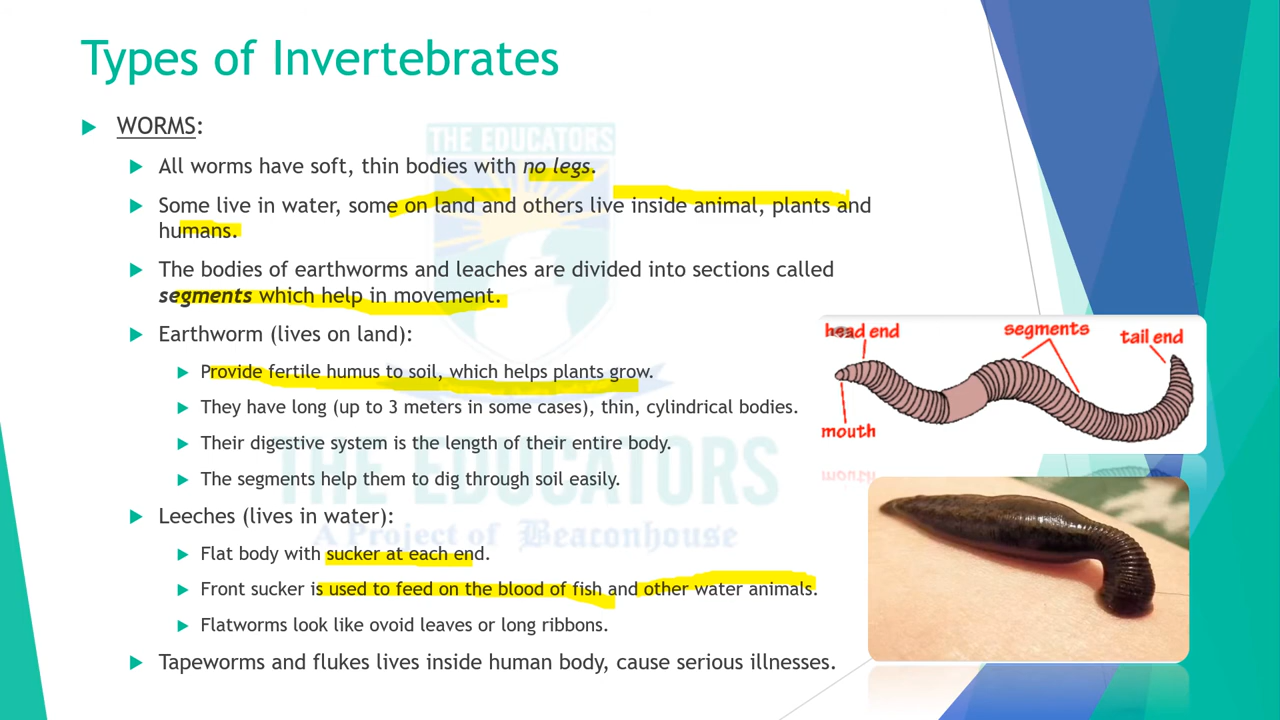 Types of Invertebrates
WORMS:
All worms have soft, thin bodies with no legs.
Some live in water, some on land and others live inside animal, plants and
humans.
The bodies of earthworms and leaches are divided into sections called
segments which help in movement.
Earthworm (lives on land):
Provide fertile humus to soil, which helps plants grow.
They have long (up to 3 meters in some cases), thin, cylindrical bodies.
Their digestive system is the length of their entire body.
The segments help them to dig through soil easily.
Leeches (lives in water):
Flat body with sucker at each end.
Front sucker is used to feed on the blood of fish and other water animals.
Flatworms look like ovoid leaves or long ribbons.
Tapeworms and flukes lives inside human body, cause serious illnesses.
head end
segments
tail end
mouth
THE EDUCATORS
THE EDUCATORS
A Project of Beaconhouse